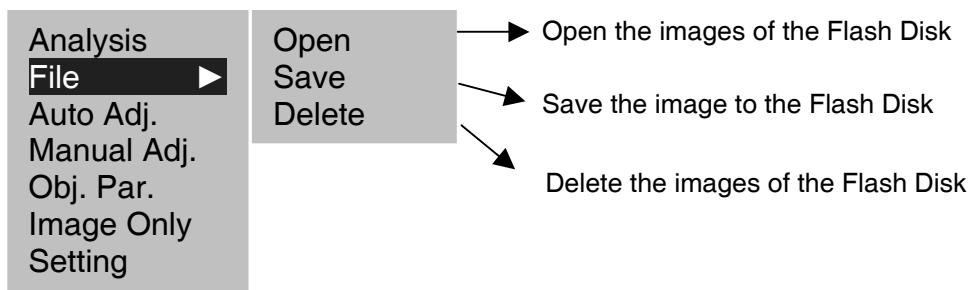 Analysis
File
Auto Adj.
Manual Adj.
Obj. Par.
Image Only
Setting
Open
Save
Delete
Open the images of the Flash Disk
Save the image to the Flash Disk
Delete the images of the Flash Disk